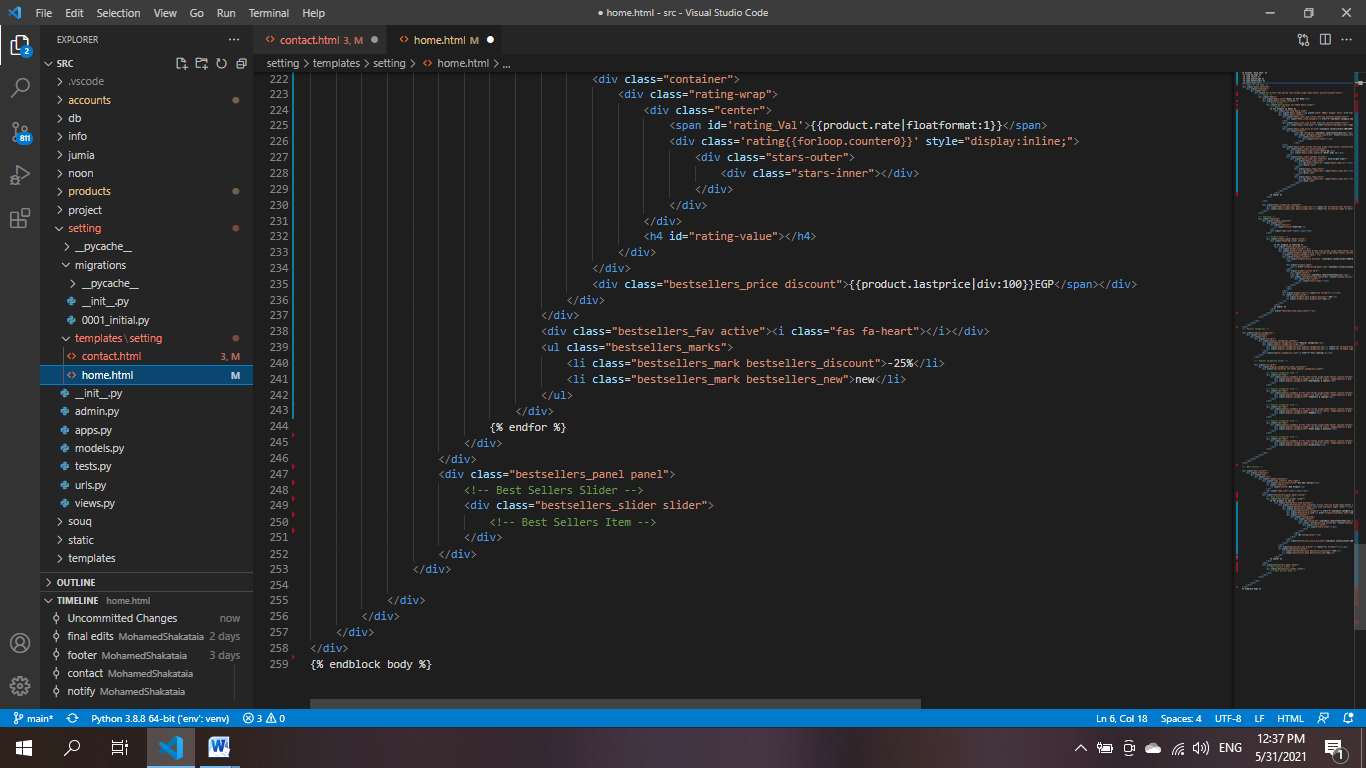 File Edit Selection View Go Run Terminal Help
● home.html - src - Visual Studio Code
EXPLORER ···
contact.html 3, M ●
home.html M ●
SRC
setting > templates > setting > home.html > ...
.vscode
accounts
db
info
jumia
noon
products
project
setting
__pycache__
migrations
__pycache__
__init__.py
0001_initial.py
templates \ setting
contact.html 3, M
home.html M
__init__.py
admin.py
apps.py
models.py
tests.py
urls.py
views.py
souq
static
templates
OUTLINE
TIMELINE home.html
Uncommitted Changes now
final edits MohamedShakataia 2 days
footer MohamedShakataia 3 days
contact MohamedShakataia
notify MohamedShakataia
2
811
222 <div class="container">
223 <div class="rating-wrap">
224 <div class="center">
225 <span id='rating_Val'>{{product.rate|floatformat:1}}</span>
226 <div class='rating{{forloop.counter0}}' style="display:inline;">
227 <div class="stars-outer">
228 <div class="stars-inner"></div>
229 </div>
230 </div>
231 </div>
232 <h4 id="rating-value"></h4>
233 </div>
234 </div>
235 <div class="bestsellers_price discount">{{product.lastprice|div:100}}EGP</span></div>
236 </div>
237 </div>
238 <div class="bestsellers_fav active"><i class="fas fa-heart"></i></div>
239 <ul class="bestsellers_marks">
240 <li class="bestsellers_mark bestsellers_discount">-25%</li>
241 <li class="bestsellers_mark bestsellers_new">new</li>
242 </ul>
243 </div>
244 {% endfor %}
245 </div>
246 </div>
247 <div class="bestsellers_panel panel">
248 <!-- Best Sellers Slider -->
249 <div class="bestsellers_slider slider">
250 <!-- Best Sellers Item -->
251 </div>
252 </div>
253 </div>
254
255 </div>
256 </div>
257 </div>
258 </div>
259 {% endblock body %}
main* Python 3.8.8 64-bit ('env': venv) 3 0
Ln 6, Col 18 Spaces: 4 UTF-8 LF HTML
ENG
12:37 PM
5/31/2021
1